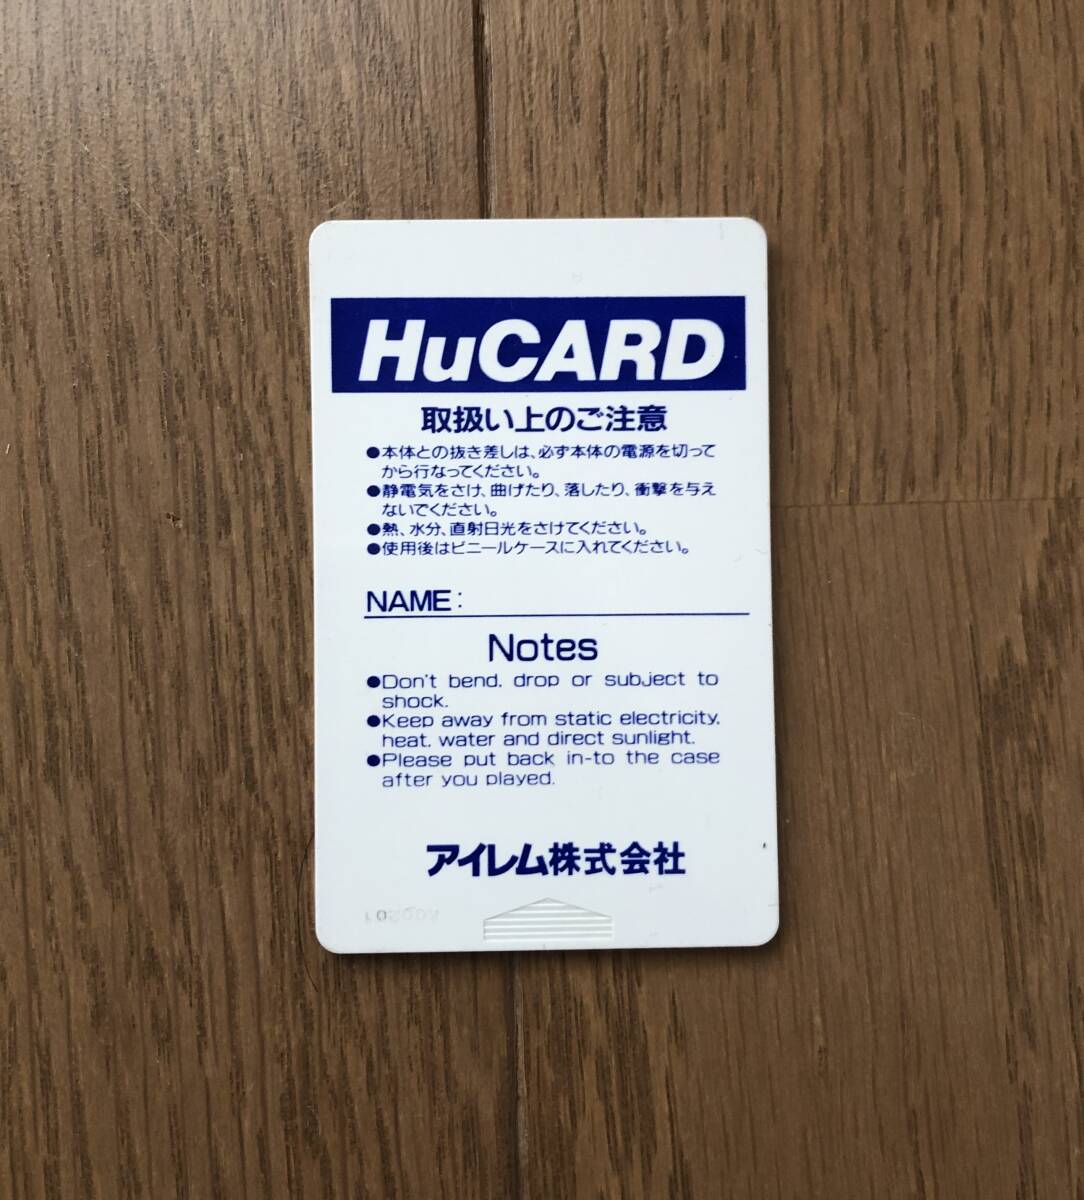 HuCARD
取扱い上のご注意
●本体との抜き差しは、必ず本体の電源を切って
から行なってください。
●静電気をさけ、曲げたり、落したり、衝撃を与え
ないでください。
●熱、水分、直射日光をさけてください。
●使用後はビニールケースに入れてください。
NAME:
Notes
●Don't bend, drop or subject to
shock.
●Keep away from static electricity,
heat, water and direct sunlight.
●Please put back in-to the case
after you played.
アイレム株式会社